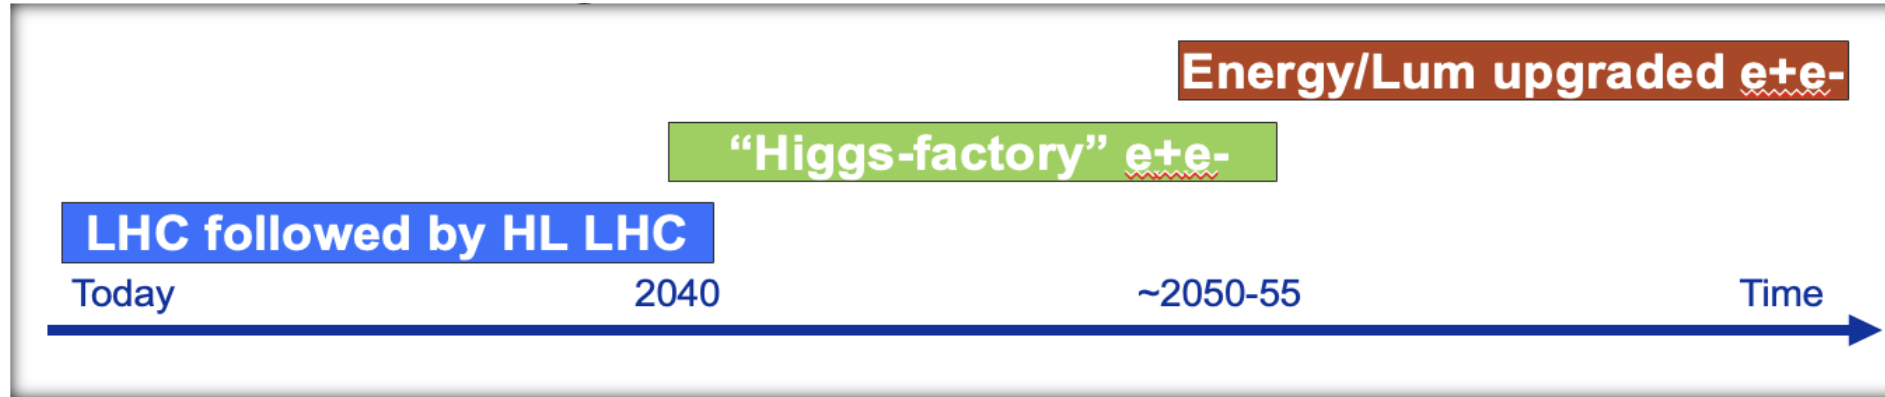 Energy/Lum upgraded e+e-
“Higgs-factory” e+e-
LHC followed by HL LHC
Today 2040 ~2050-55 Time